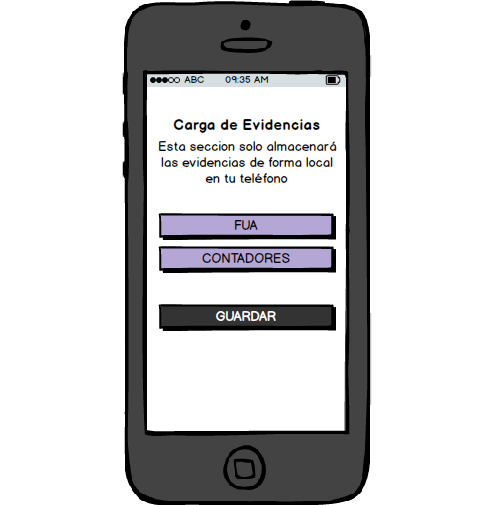 ABC 09:35 AM
Carga de Evidencias
Esta seccion solo almacenará
las evidencias de forma local
en tu teléfono
FUA
CONTADORES
GUARDAR